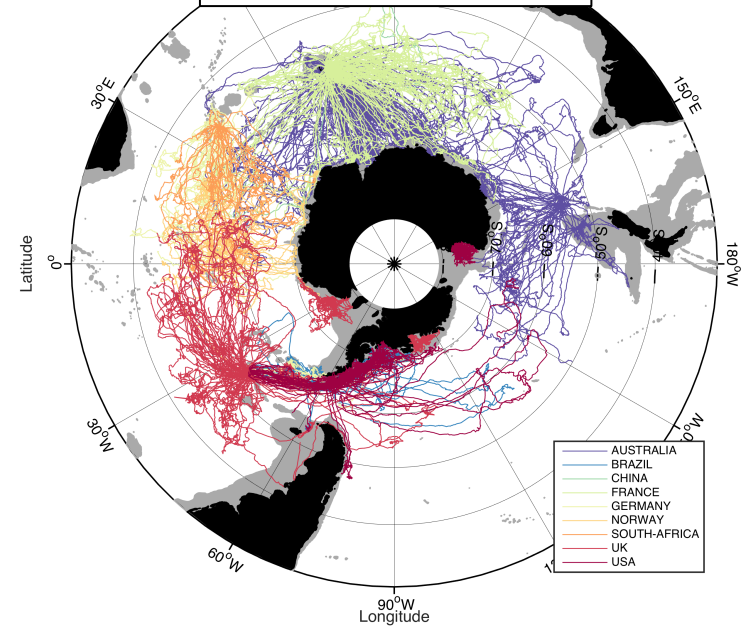 30°E
150°E
Latitude
0°
70°S
60°S
50°S
180°W
30°W
60°W
90°W
Longitude
AUSTRALIA
BRAZIL
CHINA
FRANCE
GERMANY
NORWAY
SOUTH-AFRICA
UK
USA